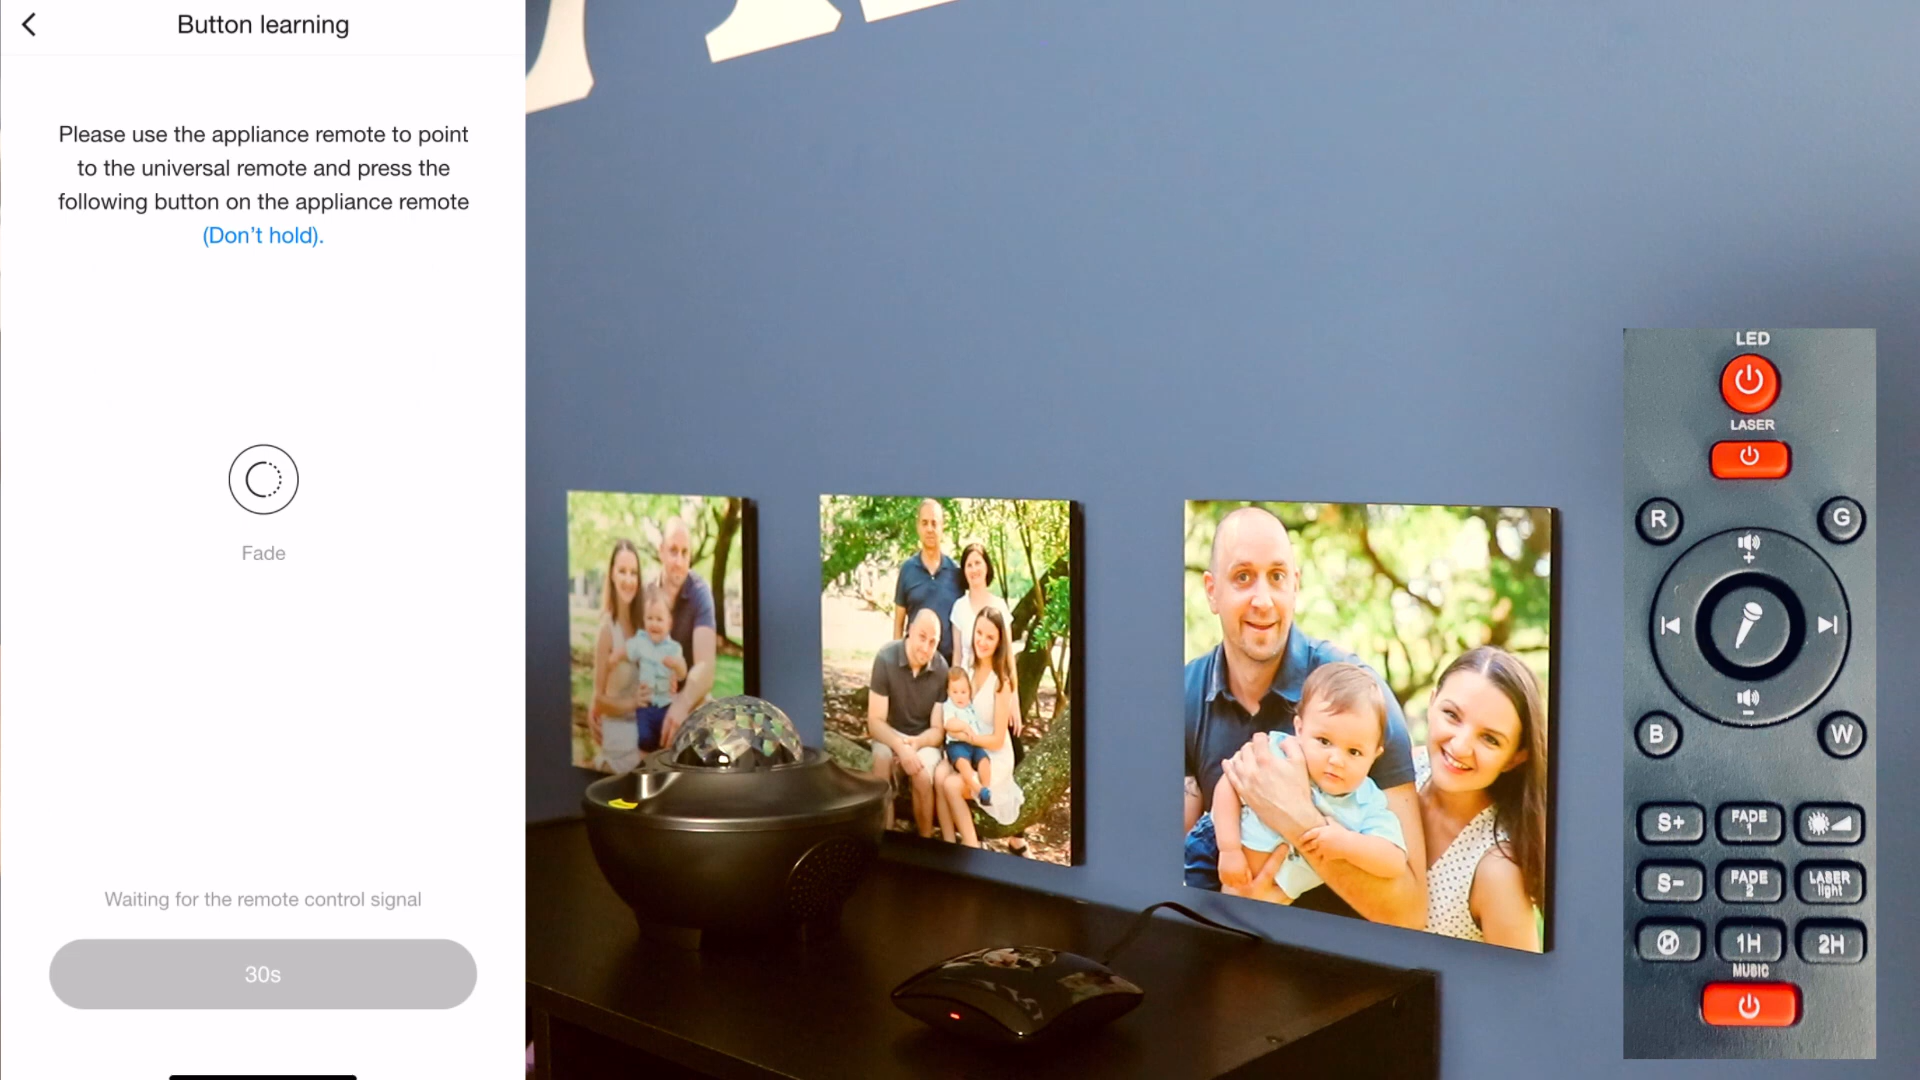 Button learning
Please use the appliance remote to point
to the universal remote and press the
following button on the appliance remote
(Don't hold).
Fade
Waiting for the remote control signal
30s
LED
LASER
R
G
+
-
B
W
S+
FADE
1
S-
FADE
2
LASER
light
1H
2H
MUSIC